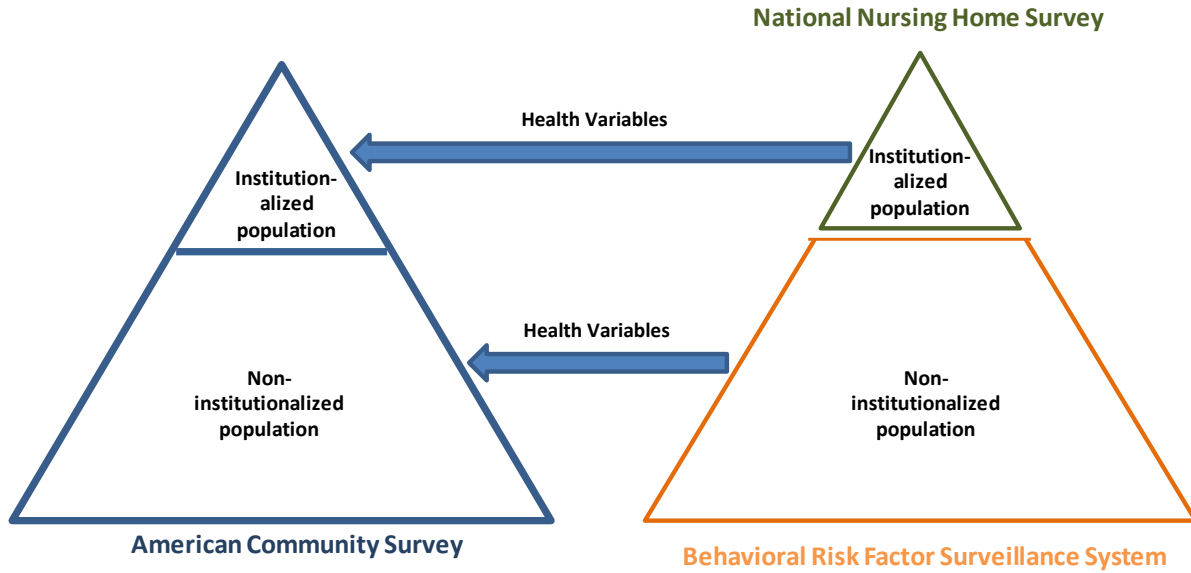 National Nursing Home Survey
Health Variables
Institution-
alized
population
Institution-
alized
population
Health Variables
Non-
institutionalized
population
Non-
institutionalized
population
American Community Survey
Behavioral Risk Factor Surveillance System